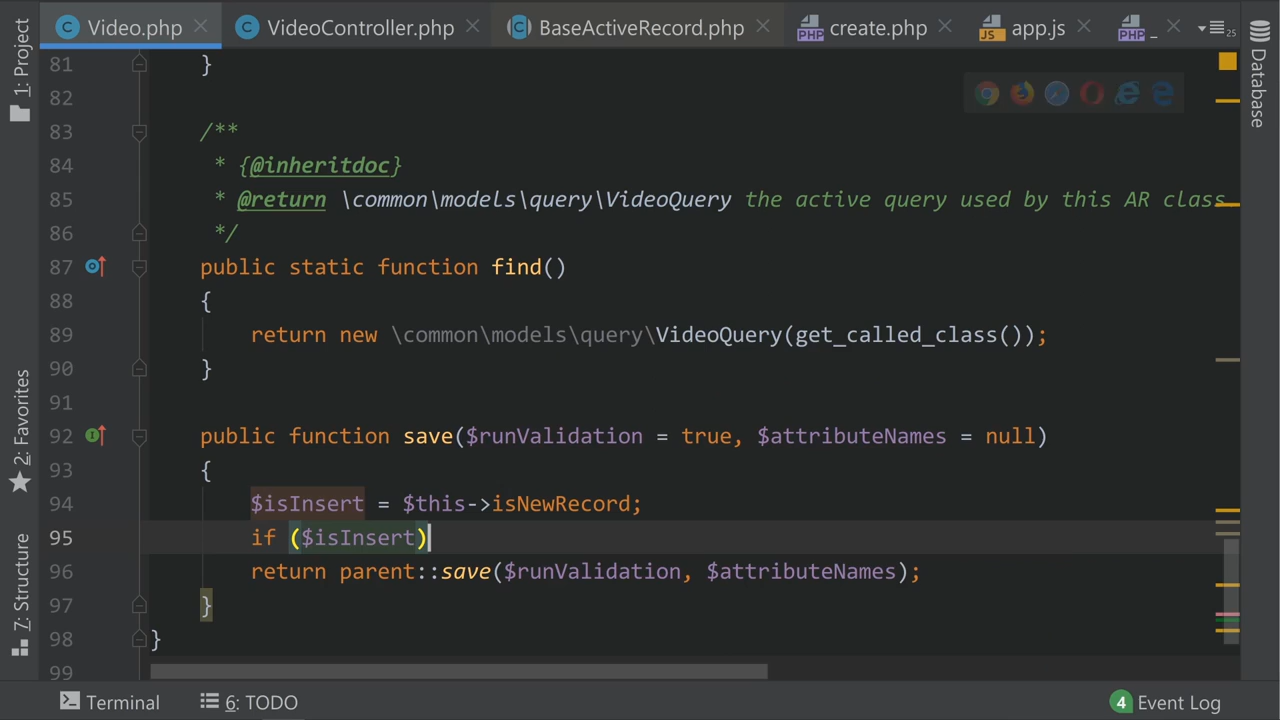 Video.php VideoController.php BaseActiveRecord.php create.php app.js _ 25
1: Project
2: Favorites
7: Structure
Database
81 }
82
83 /**
84 * {@inheritdoc}
85 * @return \common\models\query\VideoQuery the active query used by this AR class.
86 */
87 public static function find()
88 {
89 return new \common\models\query\VideoQuery(get_called_class());
90 }
91
92 public function save($runValidation = true, $attributeNames = null)
93 {
94 $isInsert = $this->isNewRecord;
95 if ($isInsert)
96 return parent::save($runValidation, $attributeNames);
97 }
98 }
99
Terminal 6: TODO 4 Event Log